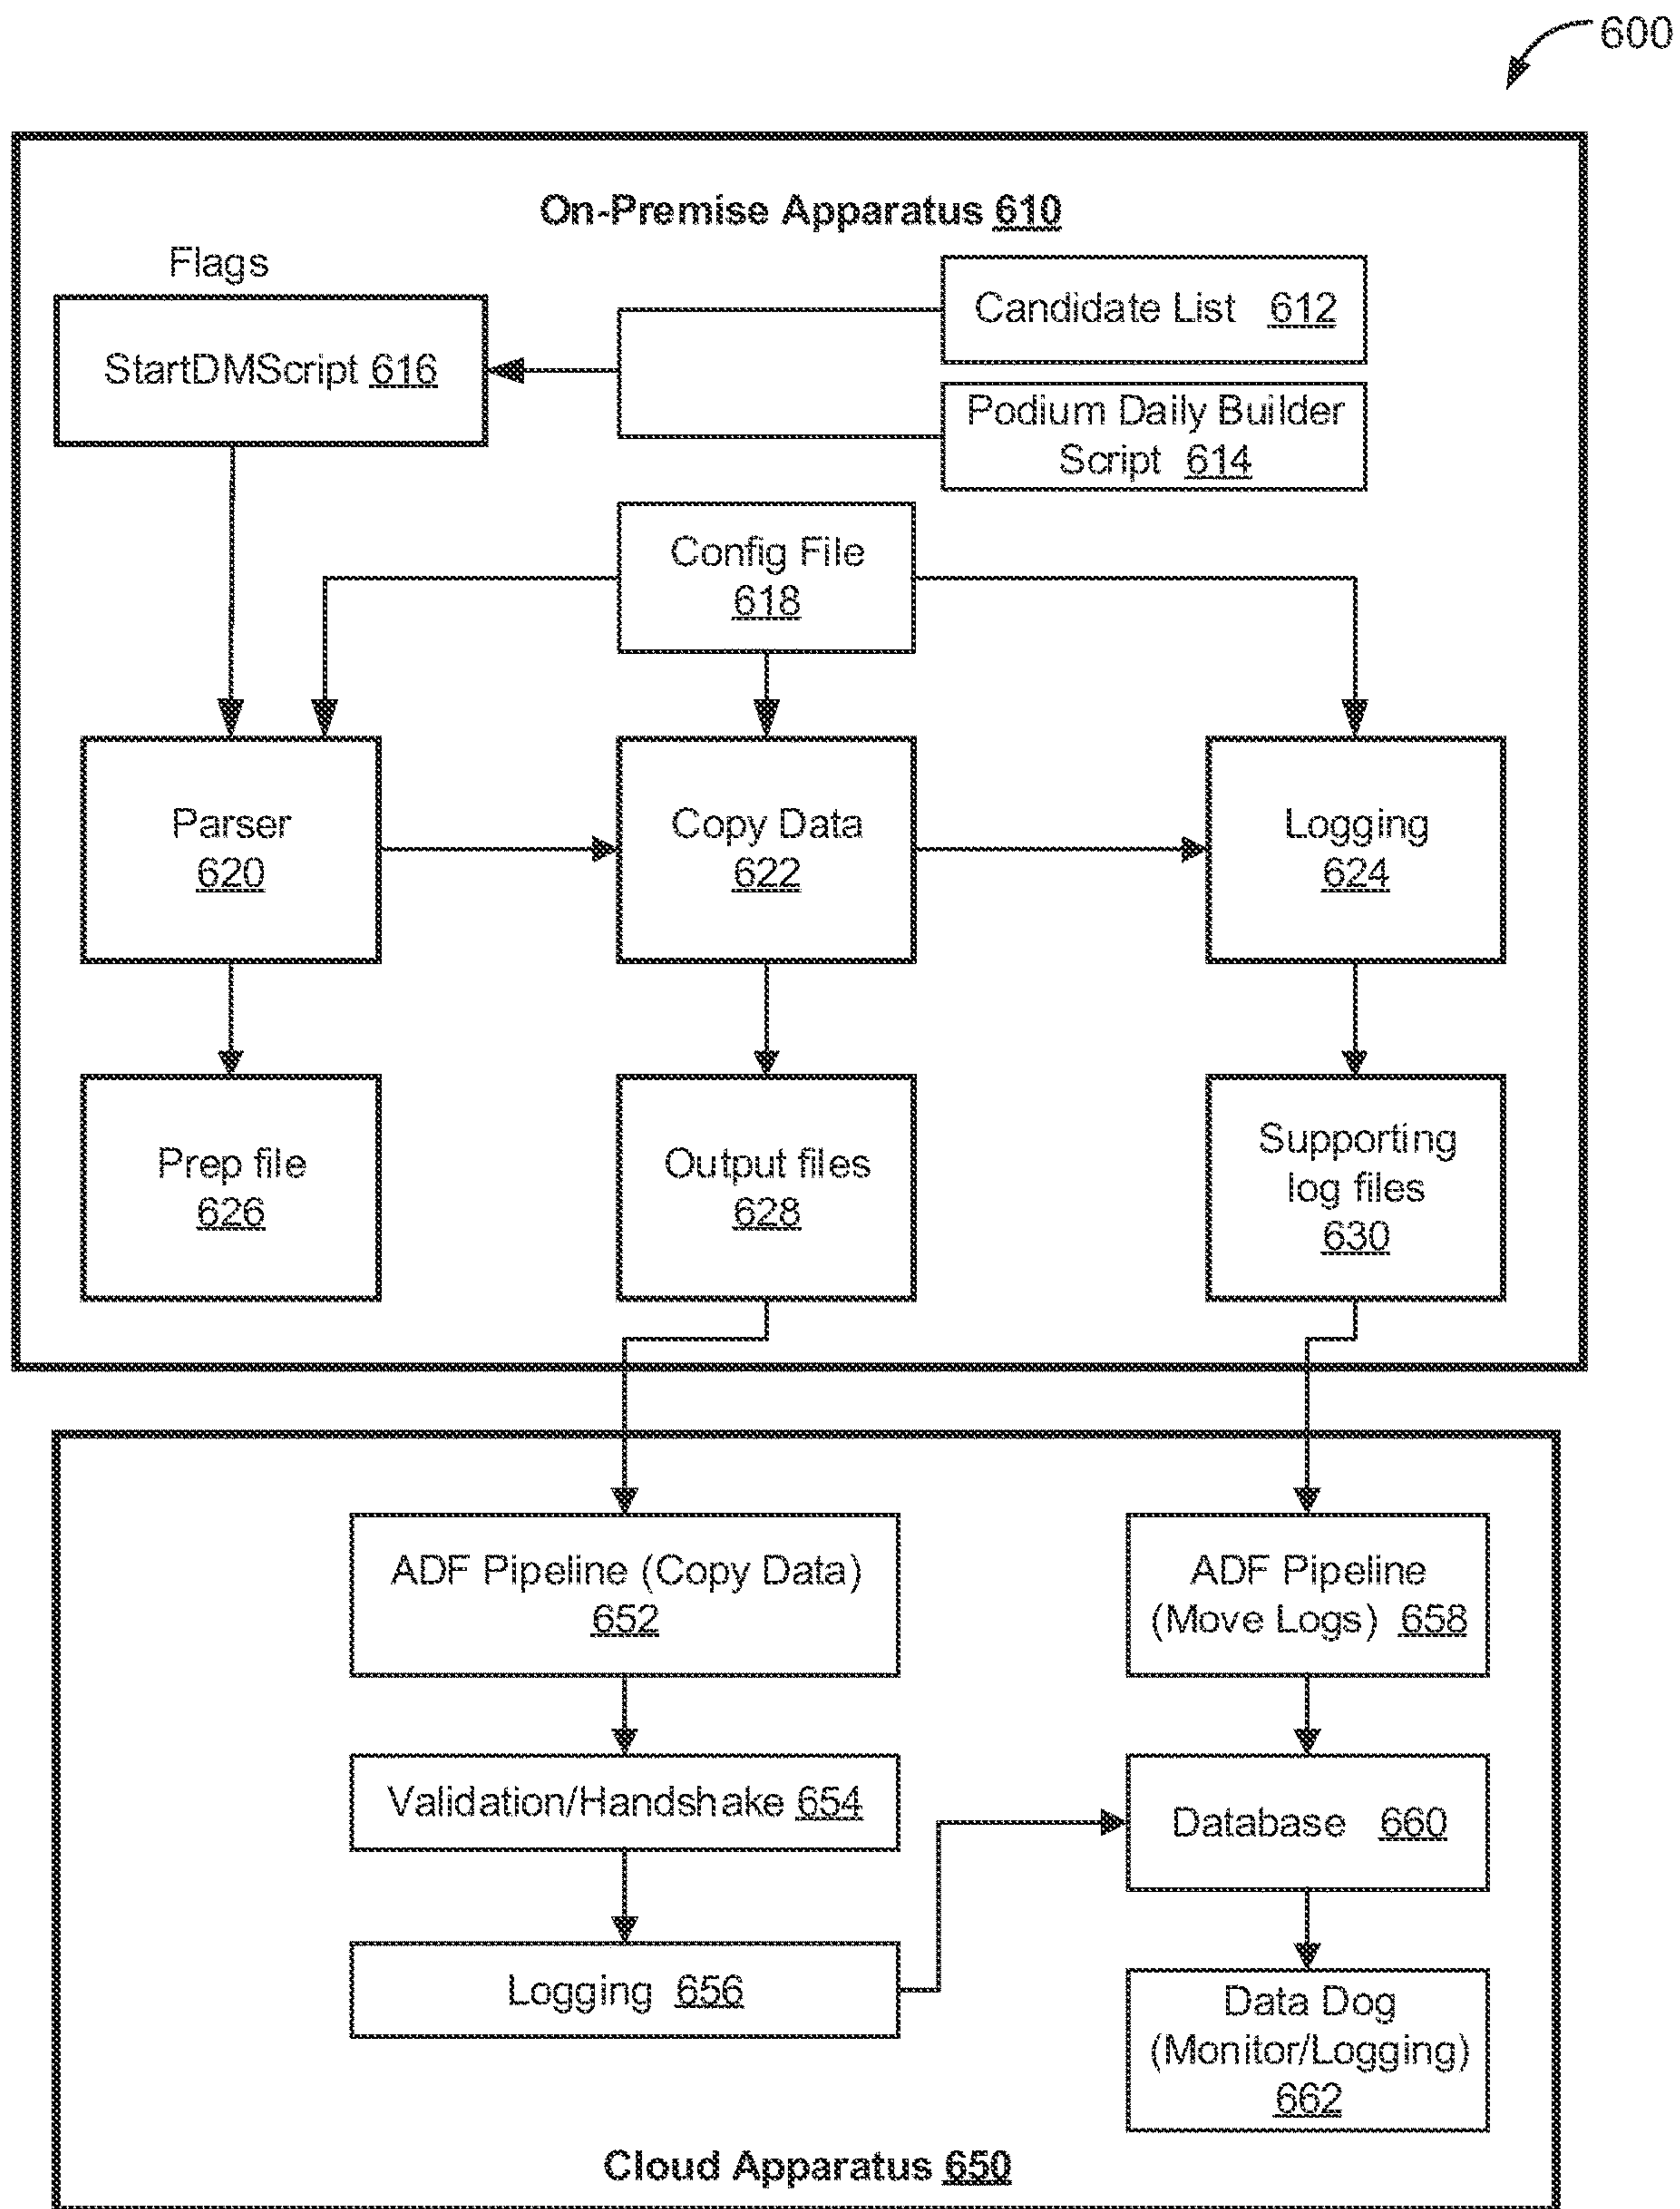 600
On-Premise Apparatus 610
Flags
StartDMScript 616
Candidate List 612
Podium Daily Builder
Script 614
Config File
618
Parser
620
Copy Data
622
Logging
624
Prep file
626
Output files
628
Supporting
log files
630
ADF Pipeline (Copy Data)
652
ADF Pipeline
(Move Logs) 658
Validation/Handshake 654
Database 660
Logging 656
Data Dog
(Monitor/Logging)
662
Cloud Apparatus 650